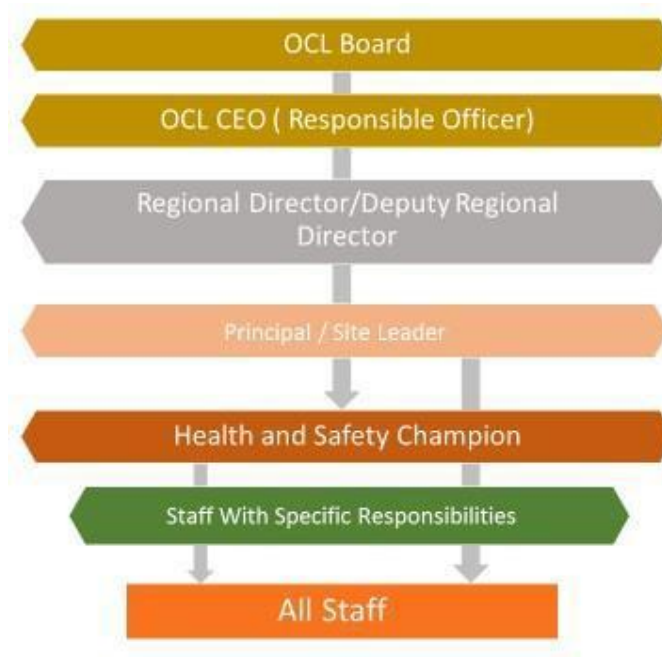 OCL Board
OCL CEO ( Responsible Officer)
Regional Director/Deputy Regional
Director
Principal / Site Leader
Health and Safety Champion
Staff With Specific Responsibilities
All Staff